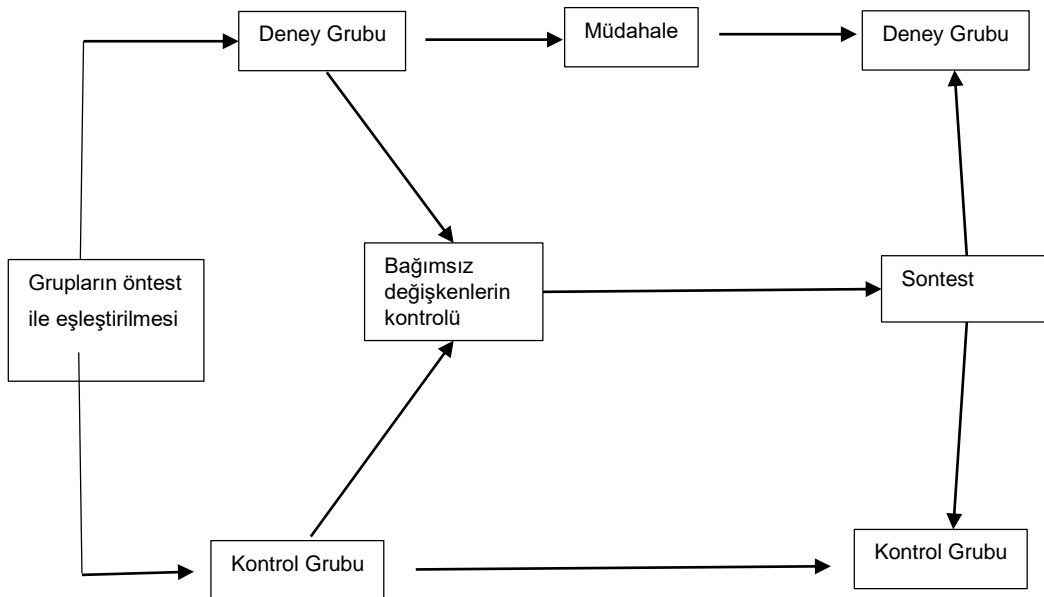 Deney Grubu
Müdahale
Deney Grubu
Grupların öntest
ile eşleştirilmesi
Bağımsız
değişkenlerin
kontrolü
Sontest
Kontrol Grubu
Kontrol Grubu